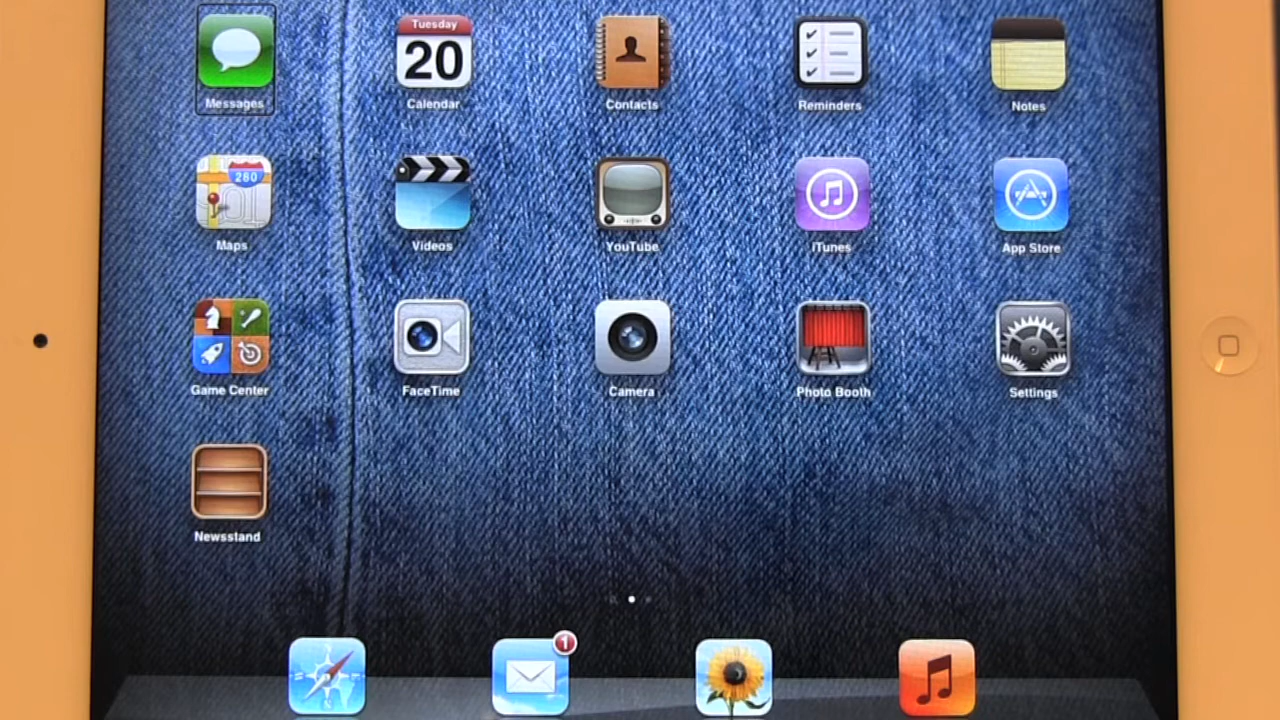 Tuesday
20
Messages
Calendar
Contacts
Reminders
Notes
280
Maps
Videos
YouTube
iTunes
App Store
Game Center
FaceTime
Camera
Photo Booth
Settings
Newsstand
1